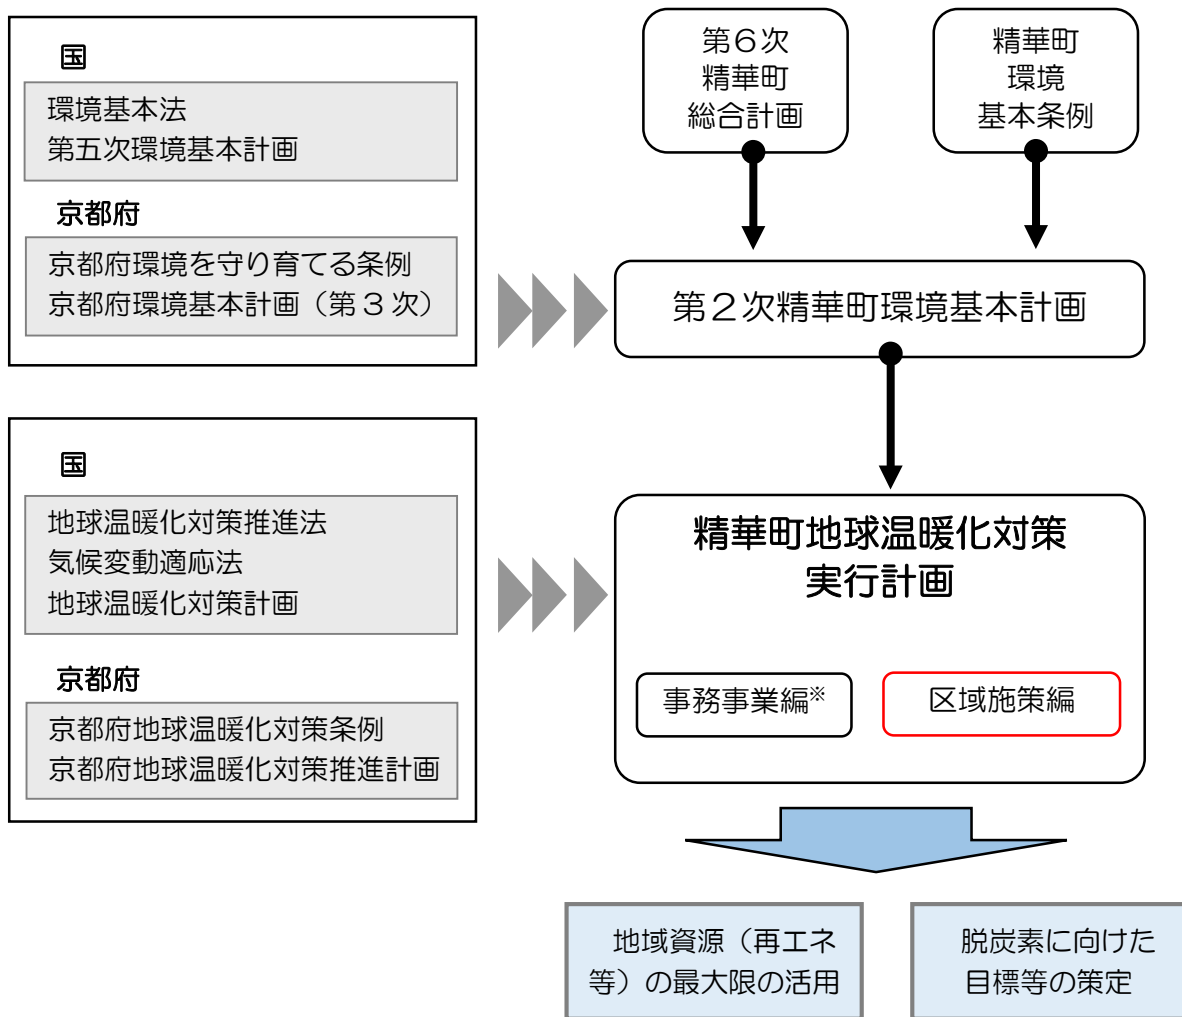 国
環境基本法
第五次環境基本計画
京都府
京都府環境を守り育てる条例
京都府環境基本計画（第３次）
第６次
精華町
総合計画
精華町
環境
基本条例
第２次精華町環境基本計画
国
地球温暖化対策推進法
気候変動適応法
地球温暖化対策計画
京都府
京都府地球温暖化対策条例
京都府地球温暖化対策推進計画
精華町地球温暖化対策
実行計画
事務事業編※
区域施策編
地域資源（再エネ
等）の最大限の活用
脱炭素に向けた
目標等の策定